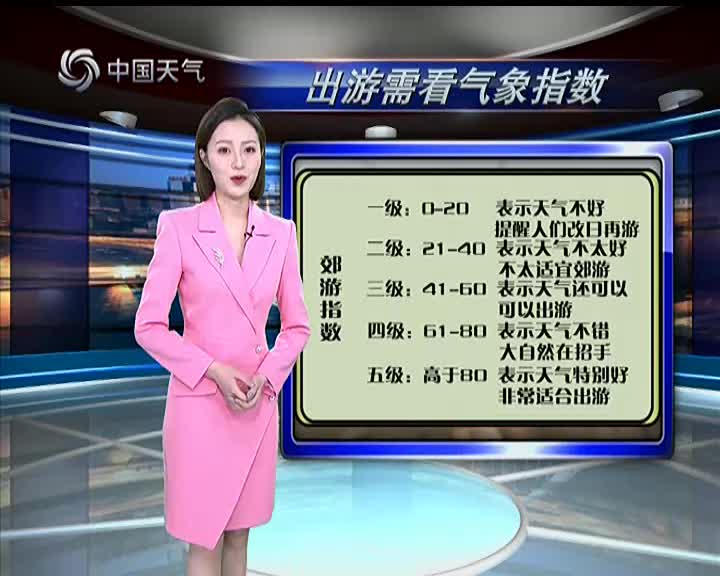 中国天气
出游需看气象指数
郊游指数
一级：0-20 表示天气不好
提醒人们改日再游
二级：21-40 表示天气不太好
不太适宜郊游
三级：41-60 表示天气还可以
可以出游
四级：61-80 表示天气不错
大自然在招手
五级：高于80 表示天气特别好
非常适合出游